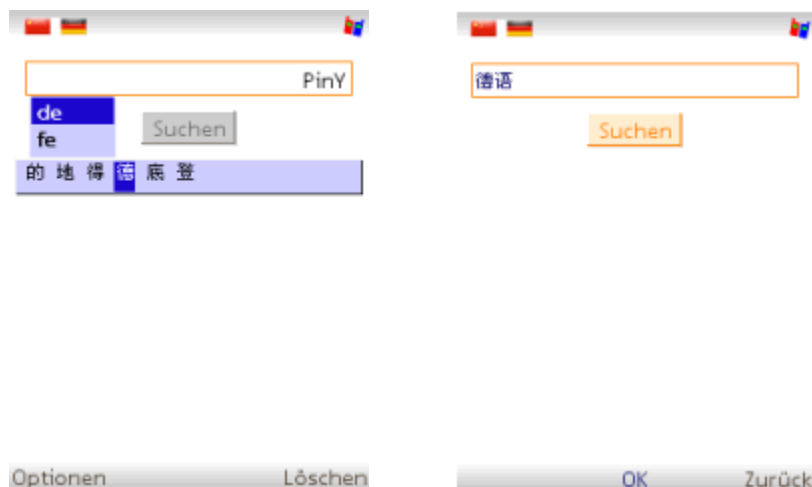 PinY
de
fe
Suchen
的 地 得 德 底 登
Optionen Löschen
德语
Suchen
OK Zurück